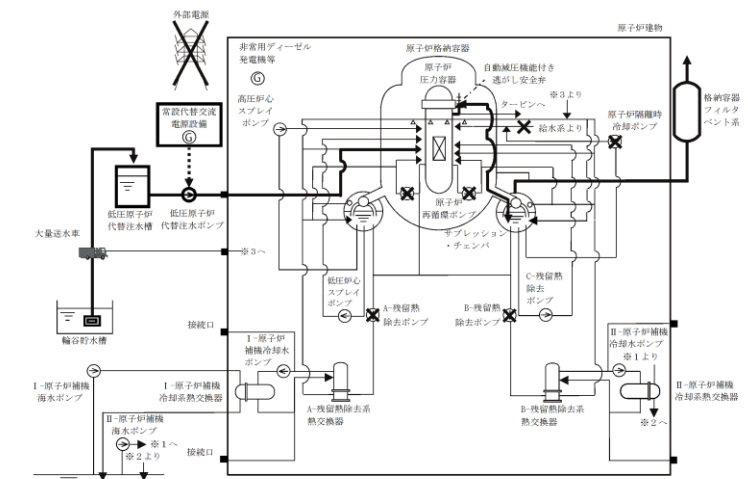 外部電源
原子炉建物
非常用ディーゼル
発電機等
G
原子炉格納容器
原子炉
圧力容器
自動減圧機能付き
逃がし安全弁
高圧炉心
スプレイ
ポンプ
タービンへ
※3より
給水系より
原子炉隔離時
冷却ポンプ
格納容器
フィルタ
ベント系
常設代替交流
電源設備
G
低圧原子炉
代替注水槽
低圧原子炉
代替注水ポンプ
原子炉
再循環ポンプ
サプレッション
・チェンバ
大量送水車
※3へ
低圧炉心
スプレイ
ポンプ
A-残留熱
除去ポンプ
B-残留熱
除去ポンプ
C-残留熱
除去
ポンプ
輪谷貯水槽
接続口
Ⅰ-原子炉
補機冷却水
ポンプ
Ⅱ-原子炉補機
冷却水ポンプ
※1より
Ⅰ-原子炉補機
海水ポンプ
Ⅰ-原子炉補機
冷却系熱交換器
A-残留熱除去系
熱交換器
B-残留熱除去系
熱交換器
Ⅱ-原子炉補機
冷却系熱交換器
Ⅱ-原子炉補機
海水ポンプ
※1へ
※2より
※2へ
接続口